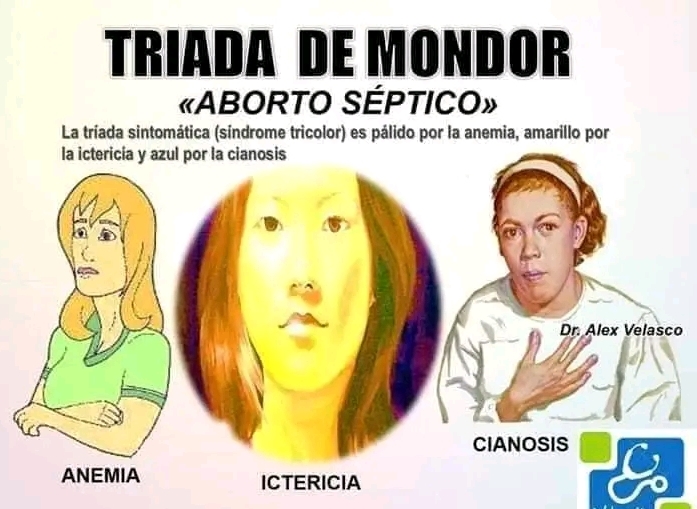 TRIADA DE MONDOR
«ABORTO SÉPTICO»
La tríada sintomática (síndrome tricolor) es pálido por la anemia, amarillo por
la ictericia y azul por la cianosis
Dr. Alex Velasco
CIANOSIS
ANEMIA
ICTERICIA